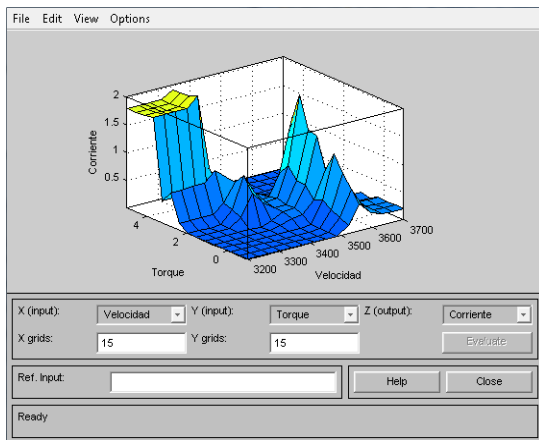 File Edit View Options
2
1.5
1
0.5
Corriente
4
2
0
Torque
3200 3300 3400 3500 3600 3700
Velocidad
X (input): Velocidad Y (input): Torque Z (output): Corriente
X grids: 15 Y grids: 15 Evaluate
Ref. Input: Help Close
Ready